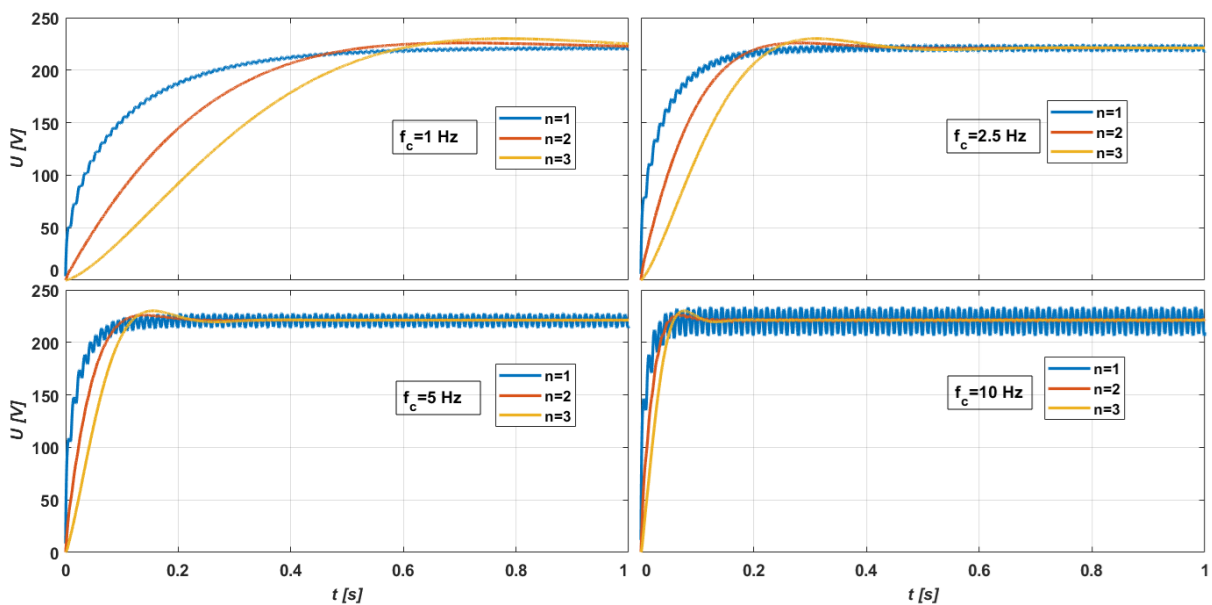 250
200
150
100
50
0
U [V]
f_c=1 Hz
n=1
n=2
n=3
f_c=2.5 Hz
n=1
n=2
n=3
250
200
150
100
50
0
U [V]
f_c=5 Hz
n=1
n=2
n=3
f_c=10 Hz
n=1
n=2
n=3
0 0.2 0.4 0.6 0.8 1
t [s]
0 0.2 0.4 0.6 0.8 1
t [s]